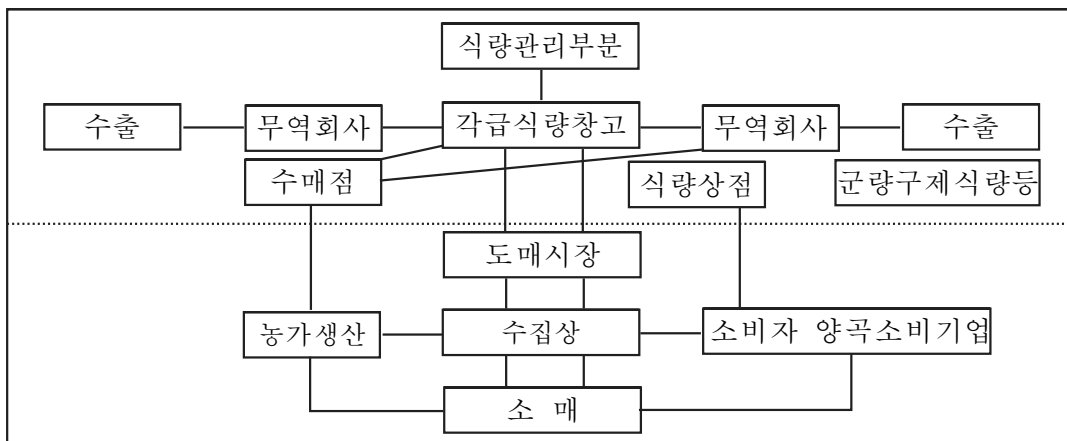 식량관리부분
수출
무역회사
각급식량창고
무역회사
수출
수매점
식량상점
군량구제식량등
도매시장
농가생산
수집상
소비자 양곡소비기업
소 매